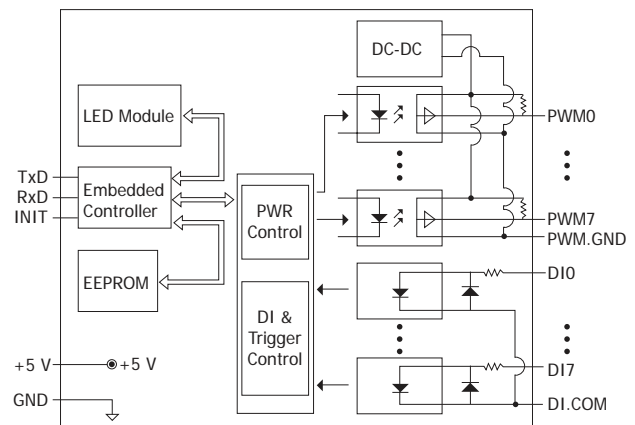 DC-DC
LED Module
PWM0
TxD
RxD
INIT
Embedded
Controller
PWR
Control
PWM7
PWM.GND
EEPROM
DI0
DI &
Trigger
Control
+5 V
+5 V
DI7
GND
DI.COM